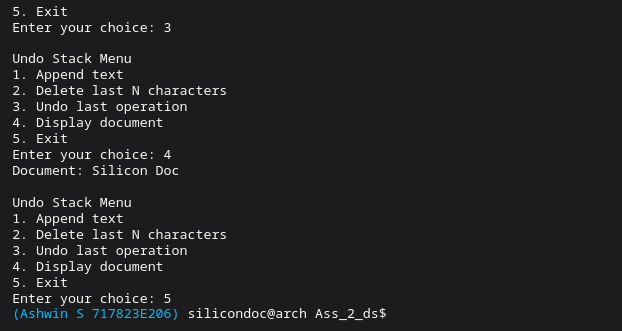 5. Exit
Enter your choice: 3
Undo Stack Menu
1. Append text
2. Delete last N characters
3. Undo last operation
4. Display document
5. Exit
Enter your choice: 4
Document: Silicon Doc
Undo Stack Menu
1. Append text
2. Delete last N characters
3. Undo last operation
4. Display document
5. Exit
Enter your choice: 5
(Ashwin S 717823E206) silicondoc@arch Ass_2_ds$